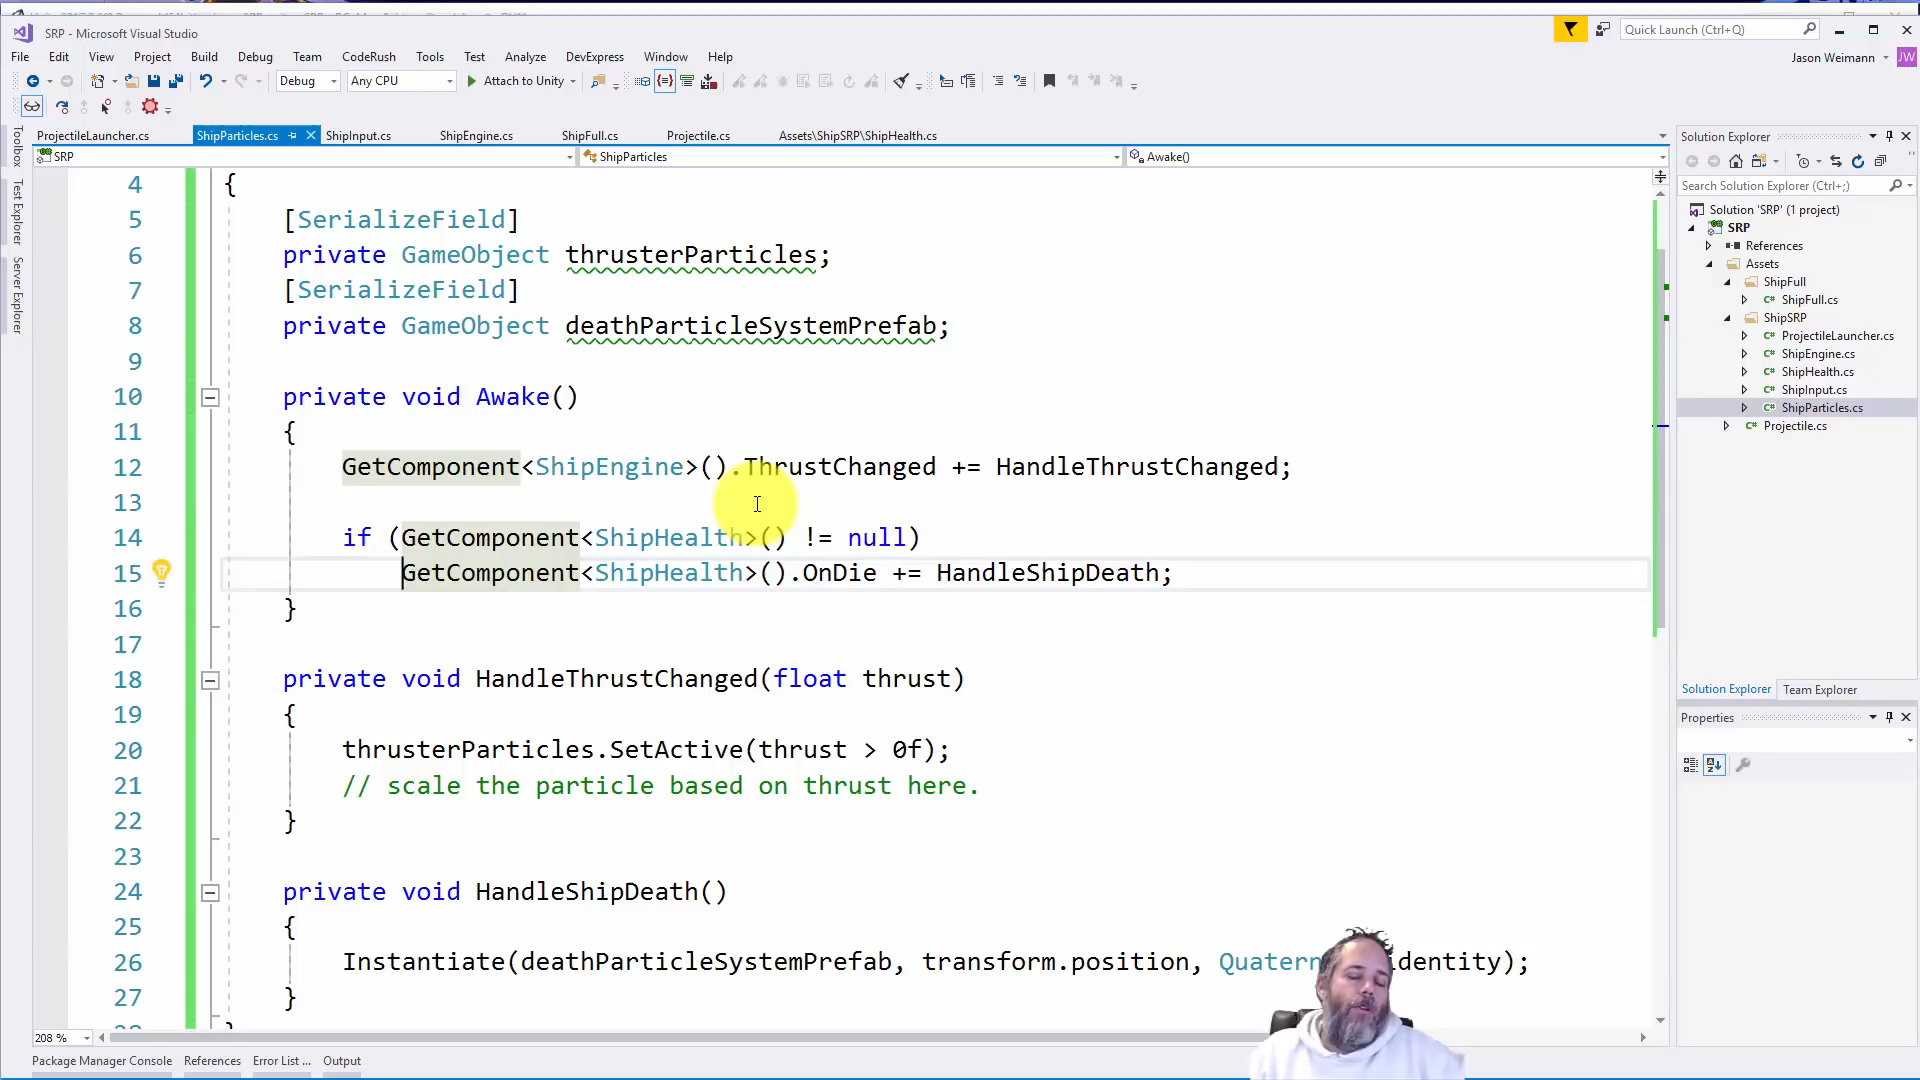 SRP - Microsoft Visual Studio
Quick Launch (Ctrl+Q)
File Edit View Project Build Debug Team CodeRush Tools Test Analyze DevExpress Window Help
Jason Weimann JW
Debug Any CPU Attach to Unity
ProjectileLauncher.cs ShipParticles.cs ShipInput.cs ShipEngine.cs ShipFull.cs Projectile.cs Assets\ShipSRP\ShipHealth.cs
SRP ShipParticles Awake()
Toolbox
Test Explorer
Server Explorer
4 {
5 [SerializeField]
6 private GameObject thrusterParticles;
7 [SerializeField]
8 private GameObject deathParticleSystemPrefab;
9
10 private void Awake()
11 {
12 GetComponent<ShipEngine>().ThrustChanged += HandleThrustChanged;
13
14 if (GetComponent<ShipHealth>() != null)
15 GetComponent<ShipHealth>().OnDie += HandleShipDeath;
16 }
17
18 private void HandleThrustChanged(float thrust)
19 {
20 thrusterParticles.SetActive(thrust > 0f);
21 // scale the particle based on thrust here.
22 }
23
24 private void HandleShipDeath()
25 {
26 Instantiate(deathParticleSystemPrefab, transform.position, Quatern identity);
27 }
208 %
Package Manager Console References Error List ... Output
Solution Explorer
Search Solution Explorer (Ctrl+;)
Solution 'SRP' (1 project)
SRP
References
Assets
ShipFull
ShipFull.cs
ShipSRP
ProjectileLauncher.cs
ShipEngine.cs
ShipHealth.cs
ShipInput.cs
ShipParticles.cs
Projectile.cs
Solution Explorer Team Explorer
Properties